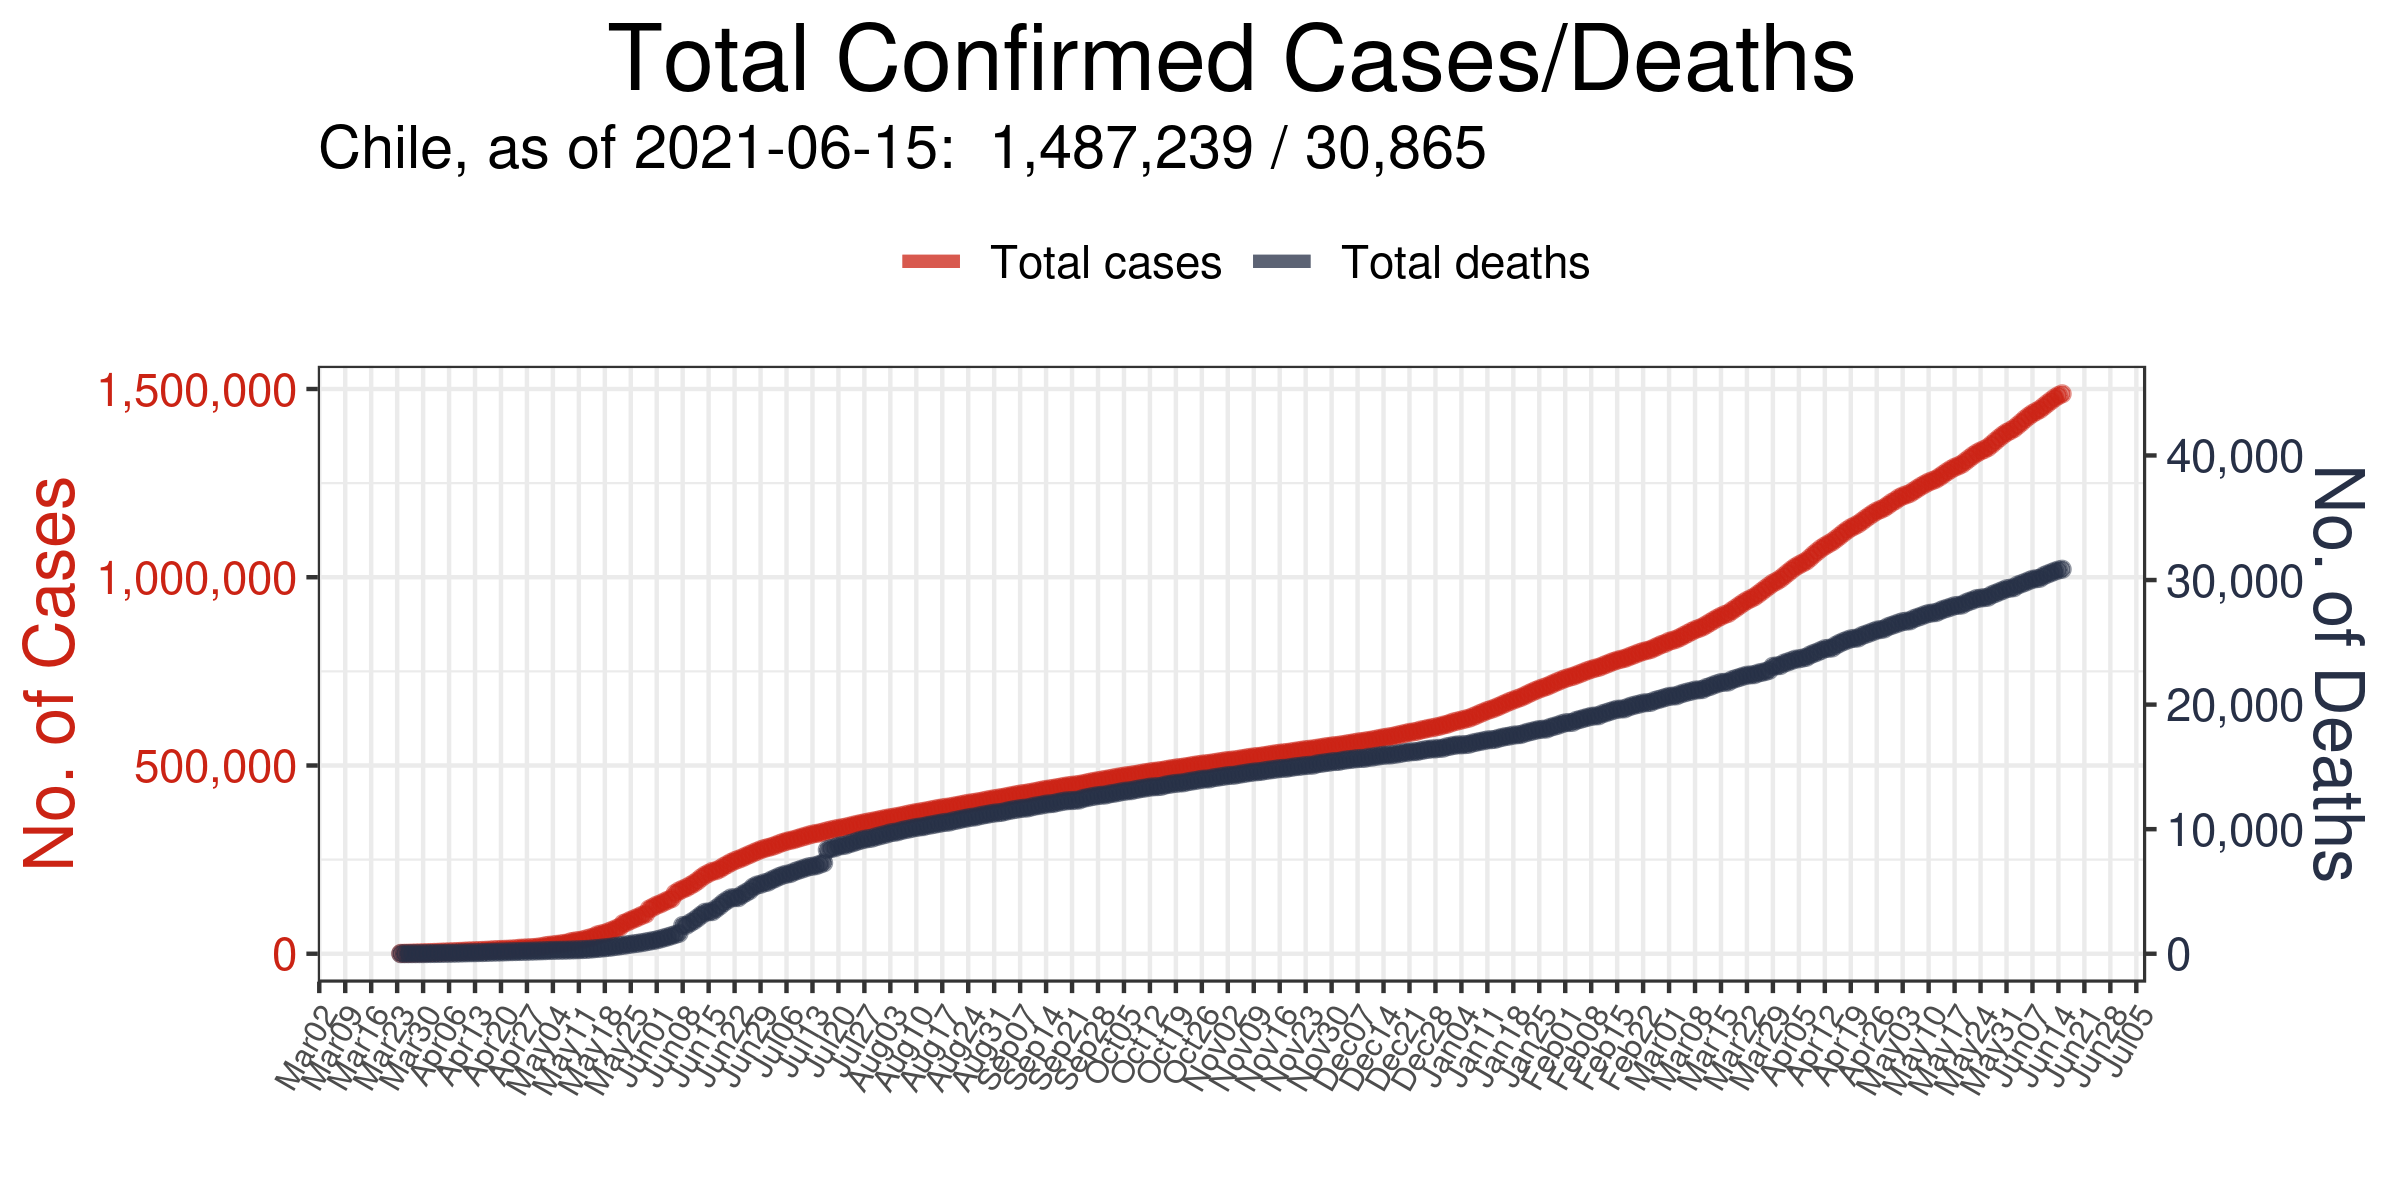 Total Confirmed Cases/Deaths
Chile, as of 2021-06-15:  1,487,239 / 30,865
Total cases
Total deaths
No. of Cases
1,500,000
1,000,000
500,000
0
40,000
30,000
20,000
10,000
0
No. of Deaths
Mar02
Mar09
Mar16
Mar23
Mar30
Apr06
Apr13
Apr20
Apr27
May04
May11
May18
May25
Jun01
Jun08
Jun15
Jun22
Jun29
Jul06
Jul13
Jul20
Jul27
Aug03
Aug10
Aug17
Aug24
Aug31
Sep07
Sep14
Sep21
Sep28
Oct05
Oct12
Oct19
Oct26
Nov02
Nov09
Nov16
Nov23
Nov30
Dec07
Dec14
Dec21
Dec28
Jan04
Jan11
Jan18
Jan25
Feb01
Feb08
Feb15
Feb22
Mar01
Mar08
Mar15
Mar22
Mar29
Apr05
Apr12
Apr19
Apr26
May03
May10
May17
May24
May31
Jun07
Jun14
Jun21
Jun28
Jul05